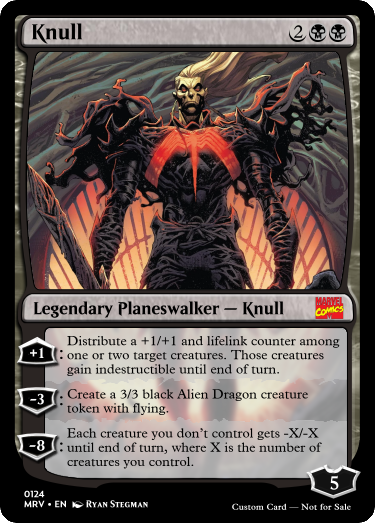 Knull 2
Legendary Planeswalker — Knull
MARVEL
COMICS
+1: Distribute a +1/+1 and lifelink counter among
one or two target creatures. Those creatures
gain indestructible until end of turn.
-3: Create a 3/3 black Alien Dragon creature
token with flying.
-8: Each creature you don't control gets -X/-X
until end of turn, where X is the number of
creatures you control.
5
0124
MRV • EN Ryan Stegman
Custom Card — Not for Sale